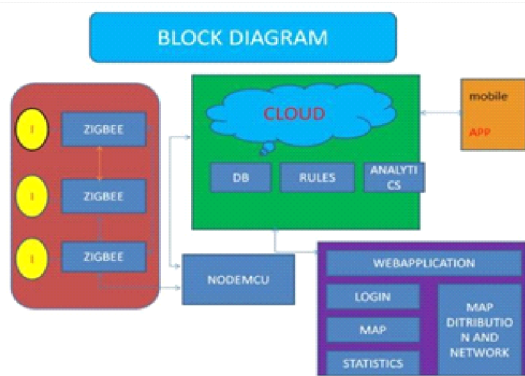 BLOCK DIAGRAM
I
ZIGBEE
I
ZIGBEE
I
ZIGBEE
CLOUD
DB
RULES
ANALYTI
CS
mobile
APP
NODEMCU
WEBAPPLICATION
LOGIN
MAP
STATISTICS
MAP
DITRIBUTIO
N AND
NETWORK